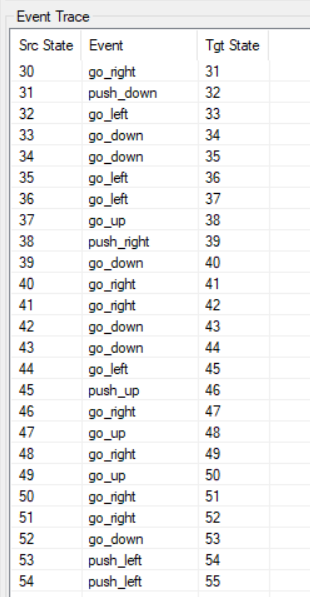 Event Trace
Src State Event Tgt State
30 go_right 31
31 push_down 32
32 go_left 33
33 go_down 34
34 go_down 35
35 go_left 36
36 go_left 37
37 go_up 38
38 push_right 39
39 go_down 40
40 go_right 41
41 go_right 42
42 go_down 43
43 go_down 44
44 go_left 45
45 push_up 46
46 go_right 47
47 go_up 48
48 go_right 49
49 go_up 50
50 go_right 51
51 go_right 52
52 go_down 53
53 push_left 54
54 push_left 55